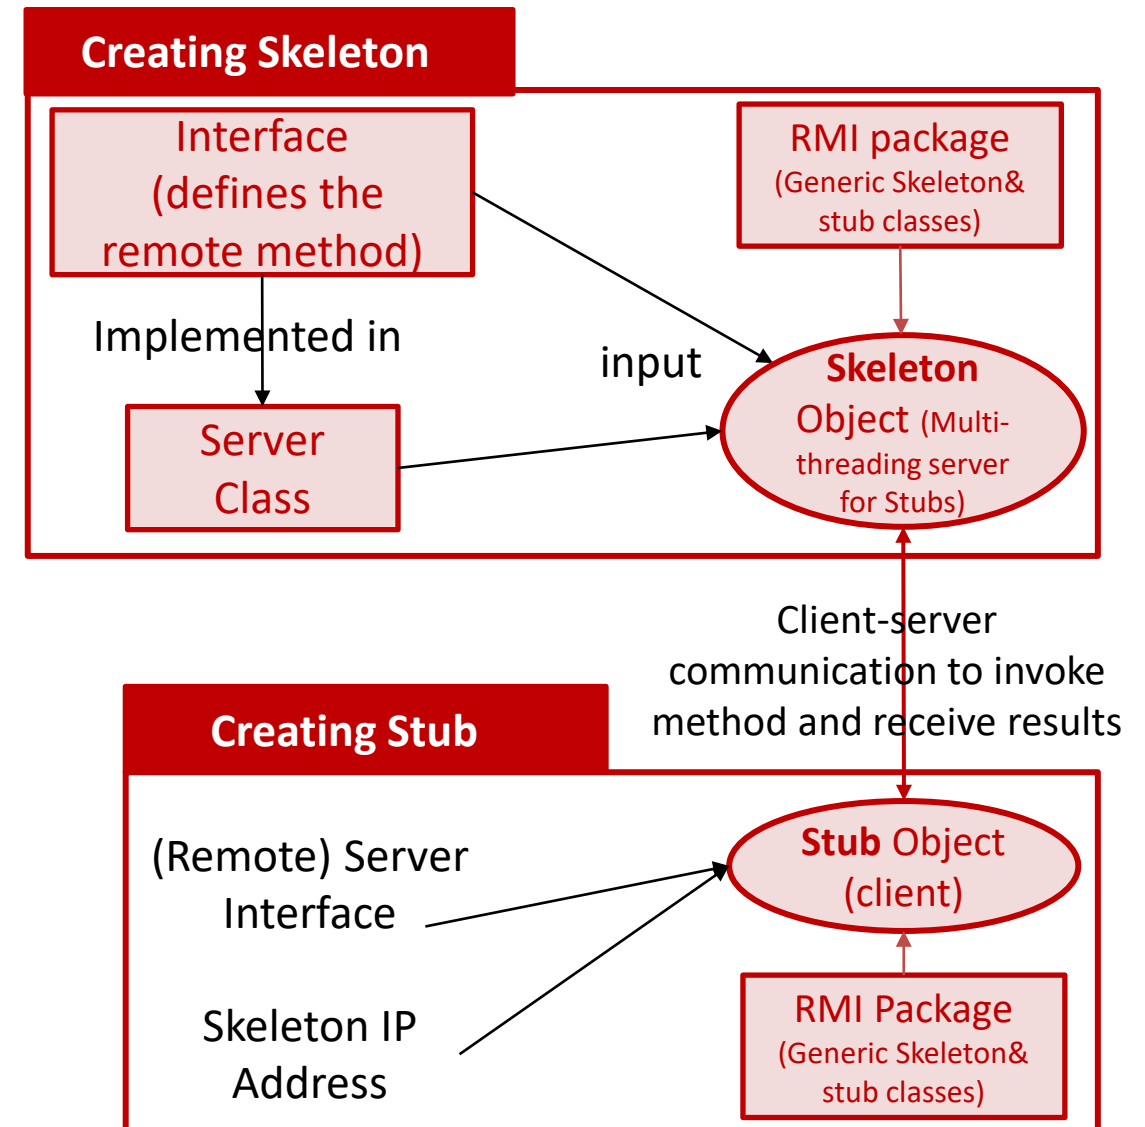 Creating Skeleton
Interface
(defines the
remote method)
RMI package
(Generic Skeleton&
stub classes)
Implemented in
input
Skeleton
Object (Multi-
threading server
for Stubs)
Server
Class
Client-server
communication to invoke
method and receive results
Creating Stub
(Remote) Server
Interface
Stub Object
(client)
Skeleton IP
Address
RMI Package
(Generic Skeleton&
stub classes)